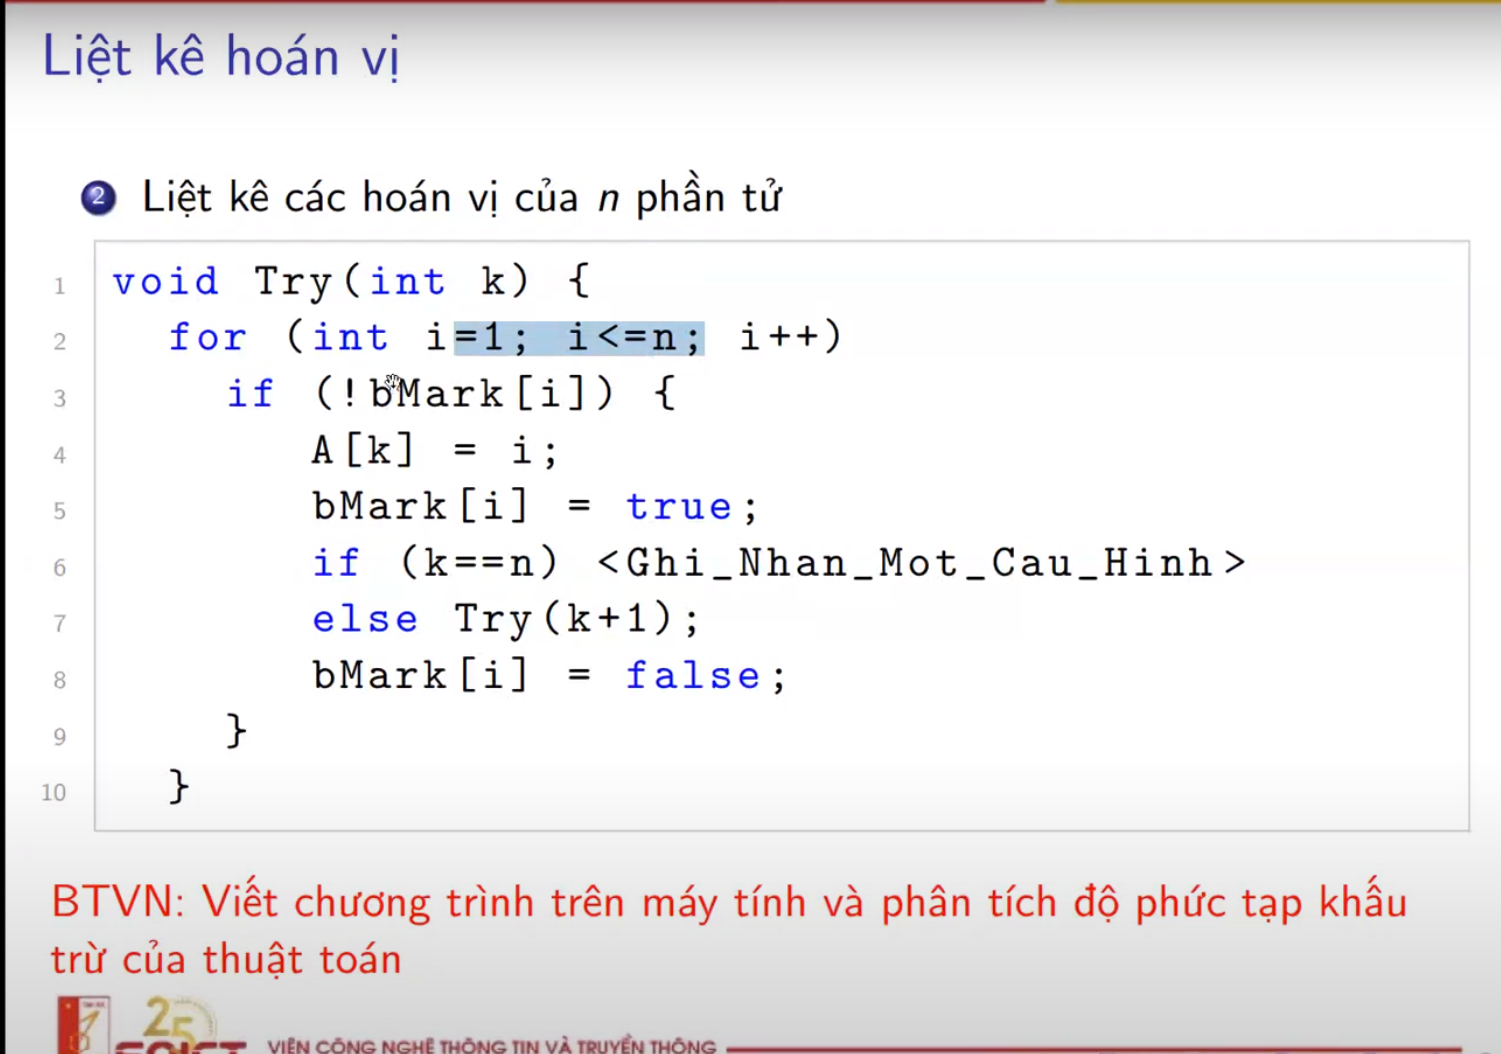 Liệt kê hoán vị
2 Liệt kê các hoán vị của n phần tử
1 void Try(int k) {
2 for (int i=1; i<=n; i++)
3 if (!bMark[i]) {
4 A[k] = i;
5 bMark[i] = true;
6 if (k==n) <Ghi_Nhan_Mot_Cau_Hinh>
7 else Try(k+1);
8 bMark[i] = false;
9 }
10 }
BTVN: Viết chương trình trên máy tính và phân tích độ phức tạp khấu
trừ của thuật toán
25
VIỆN CÔNG NGHỆ THÔNG TIN VÀ TRUYỀN THÔNG